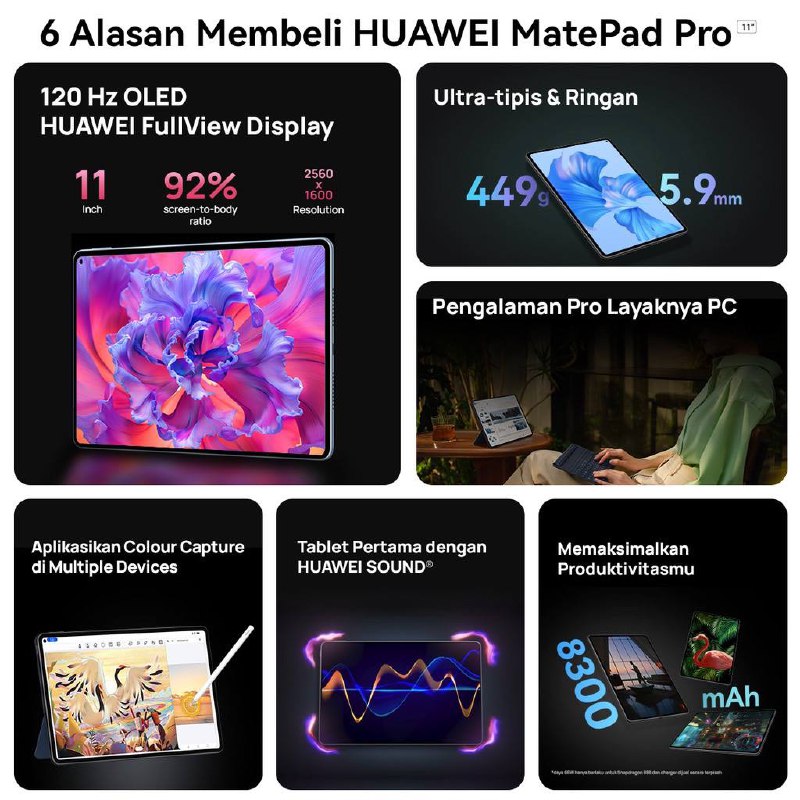 6 Alasan Membeli HUAWEI MatePad Pro 11"
120 Hz OLED
HUAWEI FullView Display
11
Inch
92%
screen-to-body
ratio
2560
x
1600
Resolution
Ultra-tipis & Ringan
449g
5.9mm
Pengalaman Pro Layaknya PC
Aplikasikan Colour Capture
di Multiple Devices
Tablet Pertama dengan
HUAWEI SOUND®
Memaksimalkan
Produktivitasmu
8300
mAh